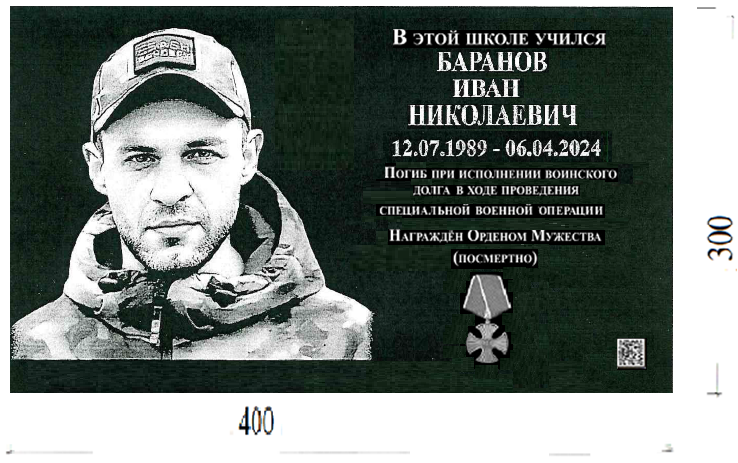 В ЭТОЙ ШКОЛЕ УЧИЛСЯ
БАРАНОВ
ИВАН
НИКОЛАЕВИЧ
12.07.1989 - 06.04.2024
ПОГИБ ПРИ ИСПОЛНЕНИИ ВОИНСКОГО
ДОЛГА В ХОДЕ ПРОВЕДЕНИЯ
СПЕЦИАЛЬНОЙ ВОЕННОЙ ОПЕРАЦИИ
НАГРАЖДЁН ОРДЕНОМ МУЖЕСТВА
(ПОСМЕРТНО)
300
400